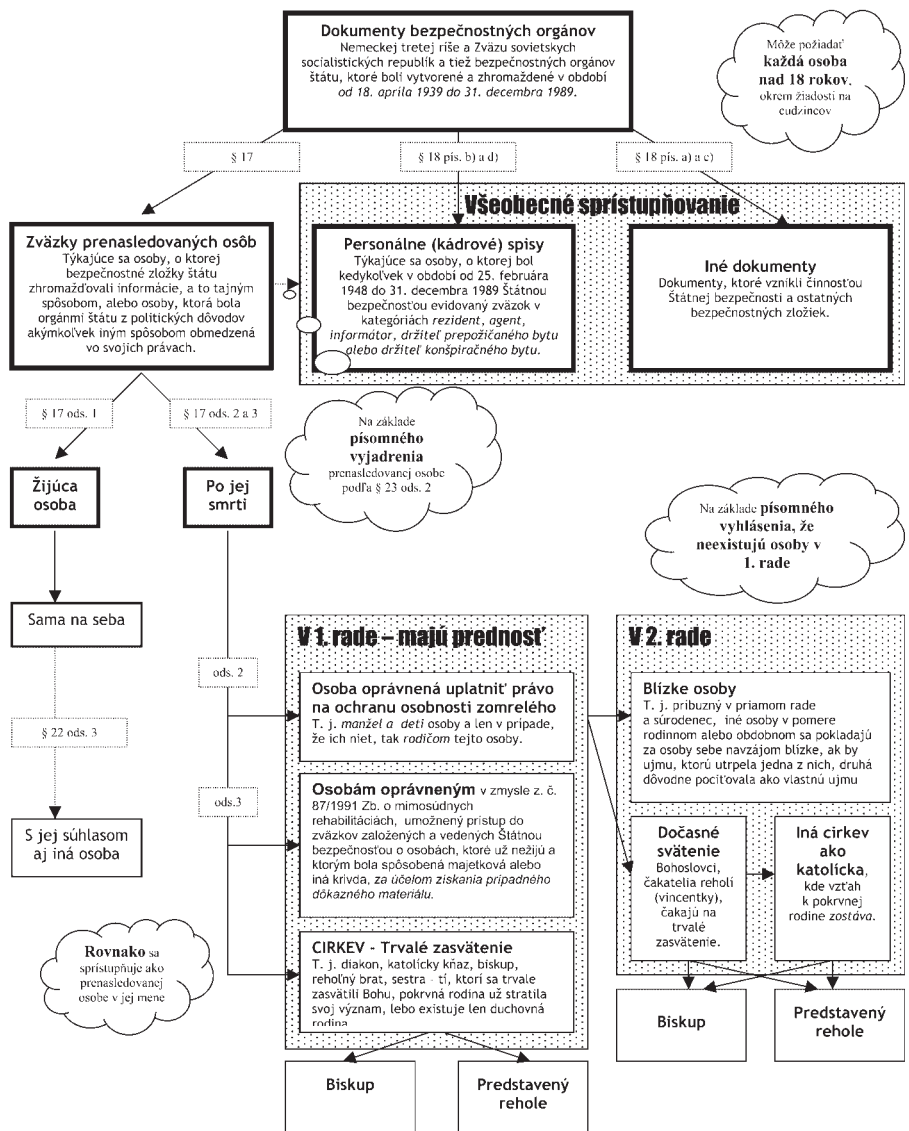 Dokumenty bezpečnostných orgánov
Nemeckej tretej ríše a Zväzu sovietskych
socialistických republík a tiež bezpečnostných orgánov
štátu, ktoré boli vytvorené a zhromaždené v období
od 18. apríla 1939 do 31. decembra 1989.
Môže požiadať
každá osoba
nad 18 rokov,
okrem žiadosti na
cudzincov
§ 17
§ 18 pís. b) a d)
§ 18 pís. a) a c)
Všeobecné sprístupňovanie
Zväzky prenasledovaných osôb
Týkajúce sa osoby, o ktorej
bezpečnostné zložky štátu
zhromažďovali informácie, a to tajným
spôsobom, alebo osoby, ktorá bola
orgánmi štátu z politických dôvodov
akýmkoľvek iným spôsobom obmedzená
vo svojich právach.
Personálne (kádrové) spisy
Týkajúce sa osoby, o ktorej bol
kedykoľvek v období od 25. februára
1948 do 31. decembra 1989 Štátnou
bezpečnosťou evidovaný zväzok v
kategóriách rezident, agent,
informátor, držiteľ prepožičaného bytu
alebo držiteľ konšpiračného bytu.
Iné dokumenty
Dokumenty, ktoré vznikli činnosťou
Štátnej bezpečnosti a ostatných
bezpečnostných zložiek.
§ 17 ods. 1
§ 17 ods. 2 a 3
Na základe
písomného
vyjadrenia
prenasledovanej osobe
podľa § 23 ods. 2
Žijúca
osoba
Po jej
smrti
Na základe písomného
vyhlásenia, že
neexistujú osoby v
1. rade
Sama na seba
V 1. rade – majú prednosť
V 2. rade
ods. 2
Osoba oprávnená uplatniť právo
na ochranu osobnosti zomrelého
T. j. manžel a deti osoby a len v prípade,
že ich niet, tak rodičom tejto osoby.
Blízke osoby
T. j. príbuzný v priamom rade
a súrodenec, iné osoby v pomere
rodinnom alebo obdobnom sa pokladajú
za osoby sebe navzájom blízke, ak by
ujmu, ktorú utrpela jedna z nich, druhá
dôvodne pociťovala ako vlastnú ujmu
§ 22 ods. 3
ods.3
Osobám oprávneným v zmysle z. č.
87/1991 Zb. o mimosúdnych
rehabilitáciách, umožnený prístup do
zväzkov založených a vedených Štátnou
bezpečnosťou o osobách, ktoré už nežijú a
ktorým bola spôsobená majetková alebo
iná krivda, za účelom získania prípadného
dôkazného materiálu.
S jej súhlasom
aj iná osoba
Dočasné
svätenie
Bohoslovci,
čakatelia reholí
(vincentky),
čakajú na
trvalé
zasvätenie.
Iná cirkev
ako
katolícka,
kde vzťah
k pokrvnej
rodine zostáva.
Rovnako sa
sprístupňuje ako
prenasledovanej
osobe v jej mene
CIRKEV - Trvalé zasvätenie
T. j. diakon, katolícky kňaz, biskup,
rehoľný brat, sestra – tí, ktorí sa trvale
zasvätili Bohu, pokrvná rodina už stratila
svoj význam, lebo existuje len duchovná
rodina
Biskup
Predstavený
rehole
Biskup
Predstavený
rehole